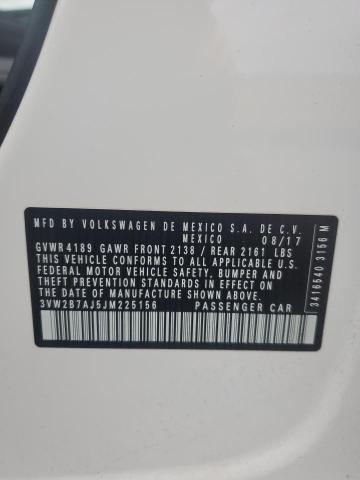 MFD BY VOLKSWAGEN DE MEXICO S.A. DE C.V.
MEXICO 08/17
GVWR 4189 GAWR FRONT 2138 / REAR 2161 LBS
THIS VEHICLE CONFORMS TO ALL APPLICABLE U.S.
FEDERAL MOTOR VEHICLE SAFETY, BUMPER AND
THEFT PREVENTION STANDARDS IN EFFECT ON
THE DATE OF MANUFACTURE SHOWN ABOVE
3VW2B7AJ5JM225156 PASSENGER CAR
3416540 3156 M